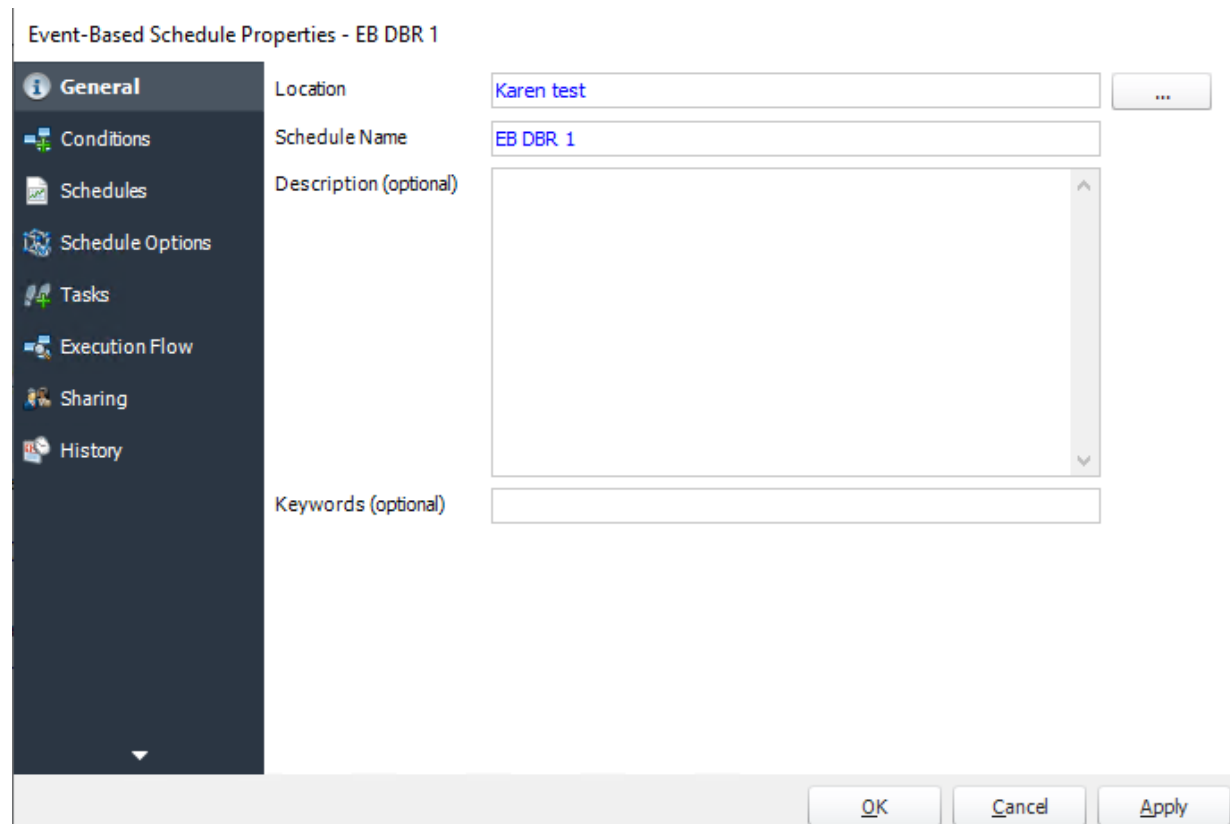 Event-Based Schedule Properties - EB DBR 1
General
Conditions
Schedules
Schedule Options
Tasks
Execution Flow
Sharing
History
Location
Karen test
...
Schedule Name
EB DBR 1
Description (optional)
Keywords (optional)
OK
Cancel
Apply